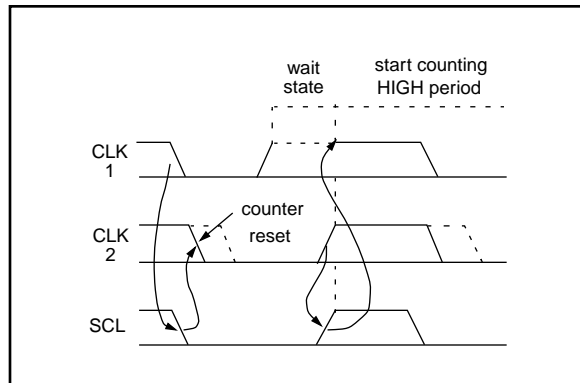 wait
state
start counting
HIGH period
CLK
1
counter
reset
CLK
2
SCL